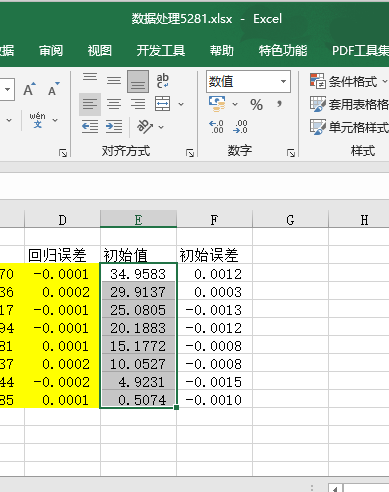 数据处理5281.xlsx - Excel
数据 审阅 视图 开发工具 帮助 特色功能 PDF工具集
A A ab 数值 条件格式
wén 文 % , 套用表格格
.00 .00 单元格样式
对齐方式 数字 样式
D E F G H
回归误差 初始值 初始误差
70 -0.0001 34.9583 0.0012
36 0.0002 29.9137 0.0003
17 -0.0001 25.0805 -0.0013
94 -0.0001 20.1883 -0.0012
81 0.0001 15.1772 -0.0008
37 0.0002 10.0527 -0.0008
44 -0.0002 4.9231 -0.0015
85 0.0001 0.5074 -0.0010